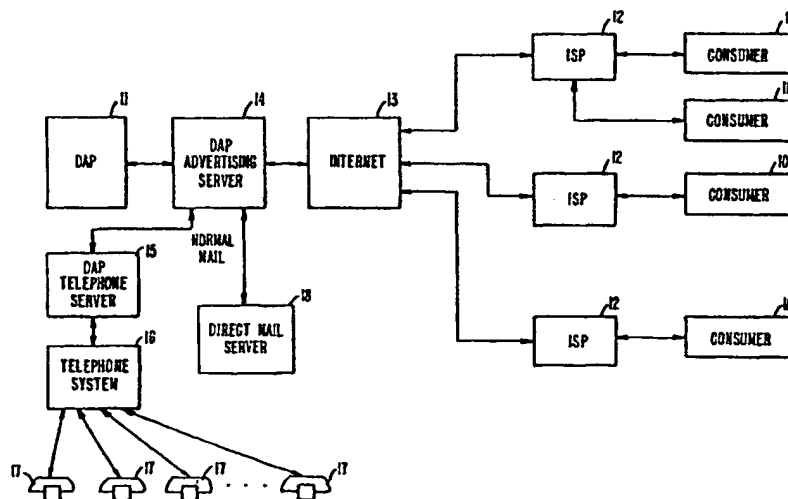 12
ISP
CONSUMER
CONSUMER
11
DAP
14
DAP
ADVERTISING
SERVER
13
INTERNET
12
ISP
10
CONSUMER
NORMAL
MAIL
15
DAP
TELEPHONE
SERVER
18
DIRECT MAIL
SERVER
12
ISP
CONSUMER
16
TELEPHONE
SYSTEM
17
17
17
17